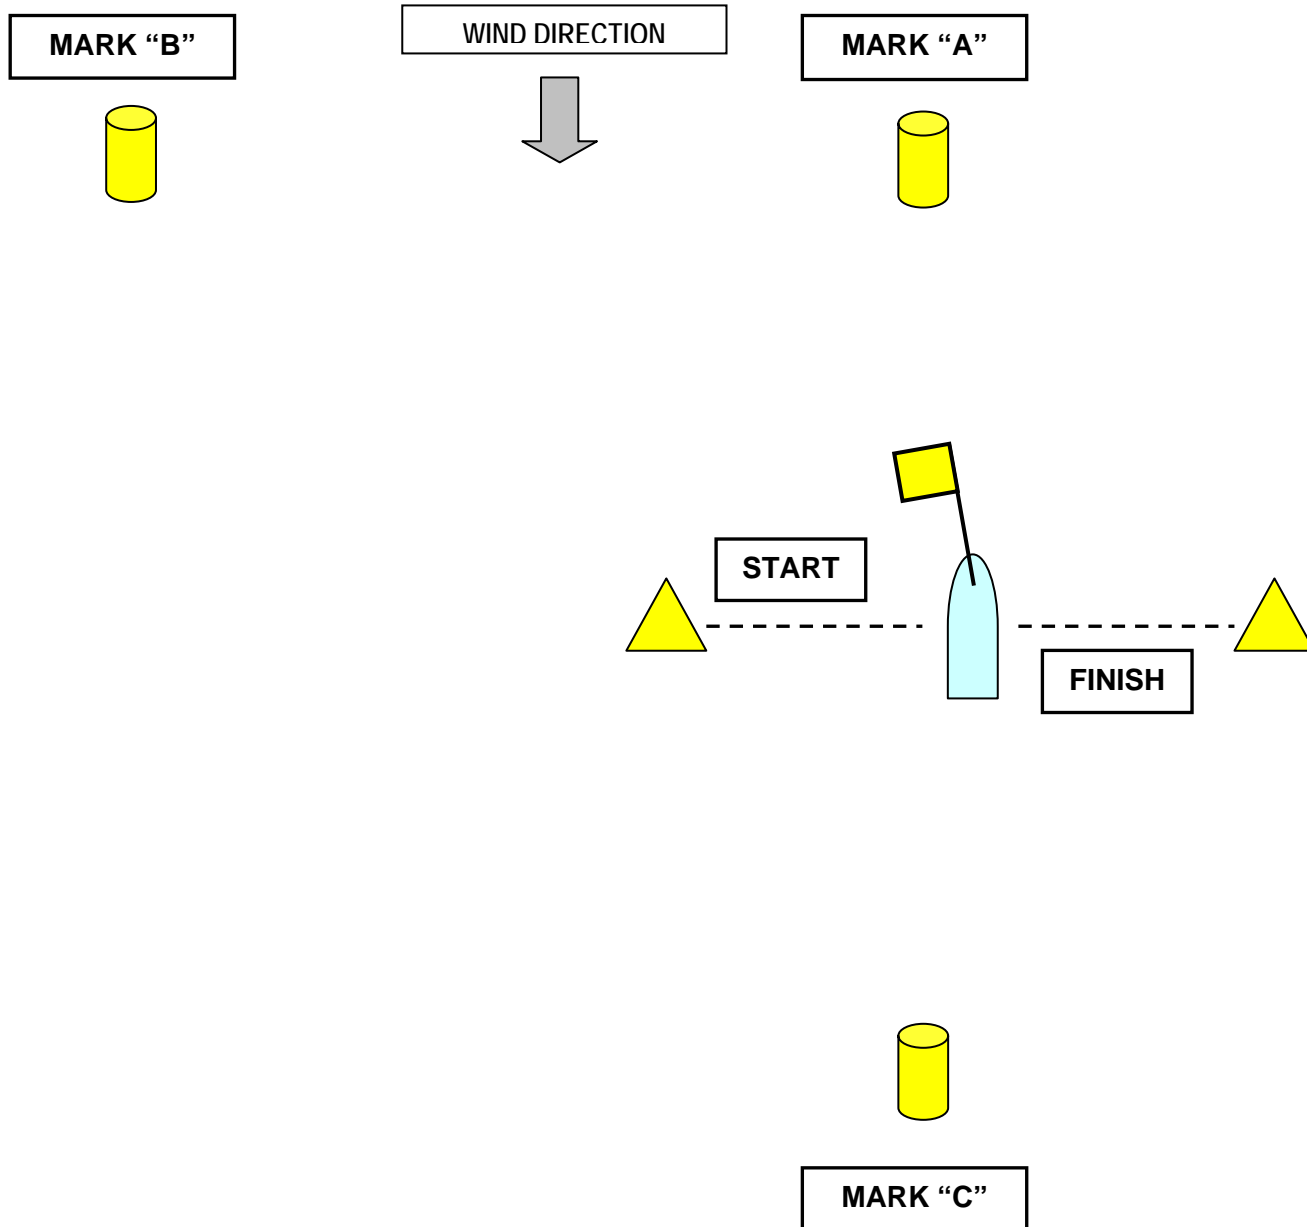 MARK “B”
WIND DIRECTION
MARK “A”
START
FINISH
MARK “C”